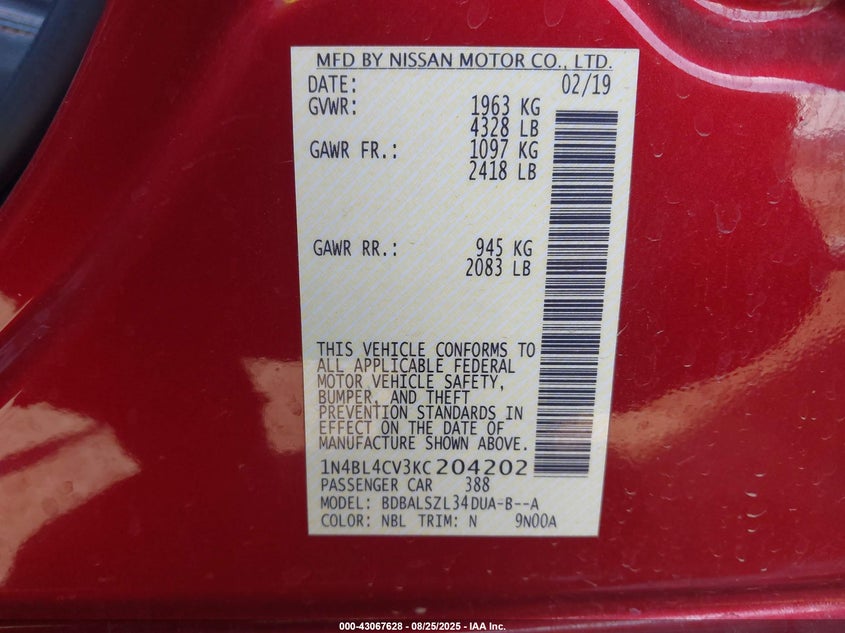 MFD BY NISSAN MOTOR CO., LTD.
DATE: 02/19
GVWR: 1963 KG
4328 LB
GAWR FR.: 1097 KG
2418 LB
GAWR RR.: 945 KG
2083 LB
THIS VEHICLE CONFORMS TO
ALL APPLICABLE FEDERAL
MOTOR VEHICLE SAFETY,
BUMPER, AND THEFT
PREVENTION STANDARDS IN
EFFECT ON THE DATE OF
MANUFACTURE SHOWN ABOVE.
1N4BL4CV3KC204202
PASSENGER CAR 388
MODEL: BDBALSZL34DUA-B--A
COLOR: NBL TRIM: N 9N00A
000-43067628 - 08/25/2025 - IAA Inc.